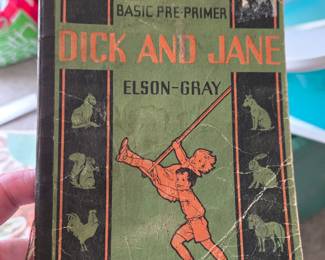 BASIC PRE-PRIMER
DICK AND JANE
ELSON-GRAY